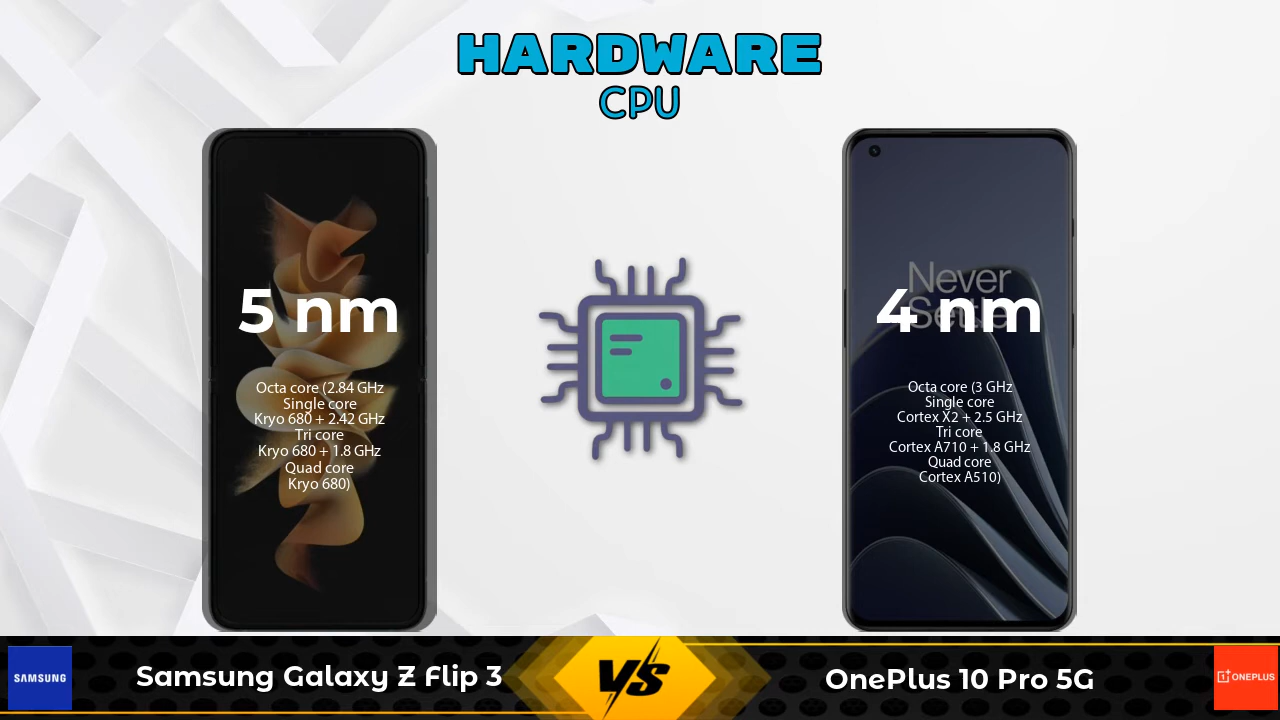 HARDWARE
CPU
Never
Settle
5 nm
4 nm
Octa core (2.84 GHz
Single core
Kryo 680 + 2.42 GHz
Tri core
Kryo 680 + 1.8 GHz
Quad core
Kryo 680)
Octa core (3 GHz
Single core
Cortex X2 + 2.5 GHz
Tri core
Cortex A710 + 1.8 GHz
Quad core
Cortex A510)
SAMSUNG
Samsung Galaxy Z Flip 3
VS
OnePlus 10 Pro 5G
1+ ONEPLUS